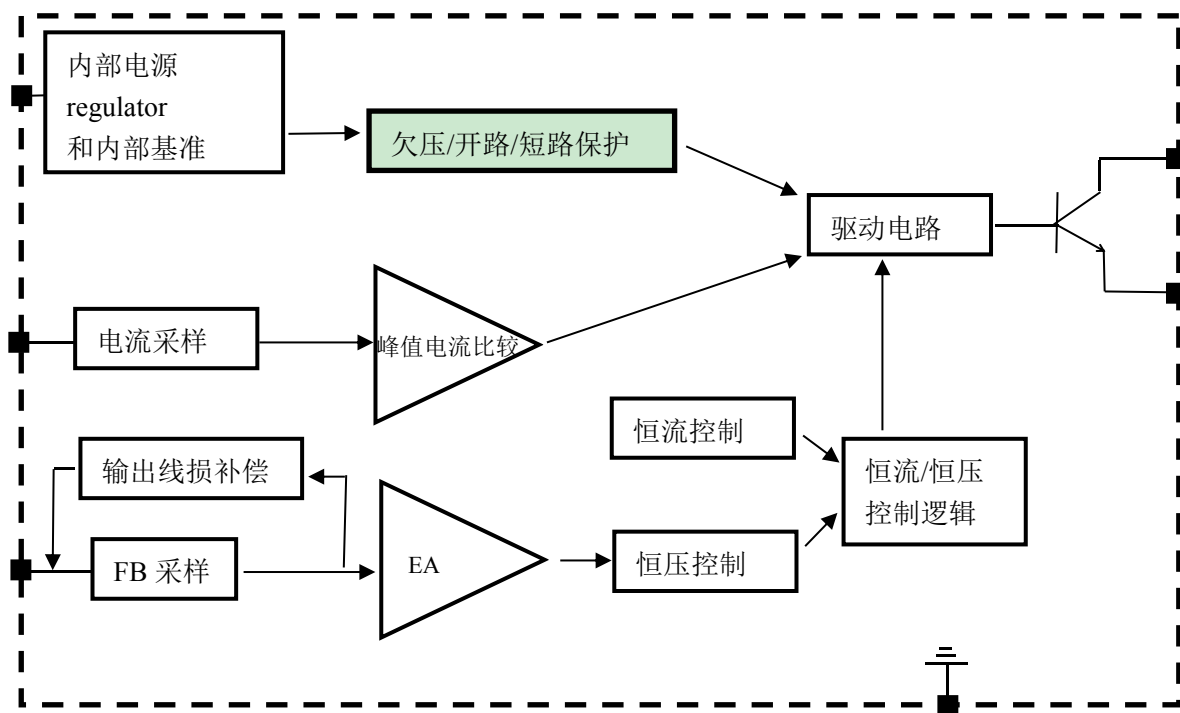 内部电源
regulator
和内部基准
欠压/开路/短路保护
驱动电路
电流采样
峰值电流比较
恒流控制
输出线损补偿
恒流/恒压
控制逻辑
FB 采样
EA
恒压控制